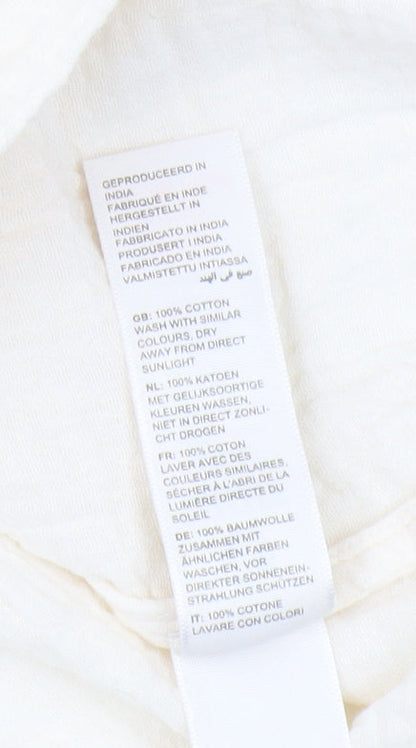 GEPRODUCEERD IN
INDIA
FABRIQUÉ EN INDE
HERGESTELLT IN
INDIEN
FABBRICATO IN INDIA
PRODUSERT I INDIA
FABRICADO EN INDIA
VALMISTETTU INTIASSA
صنع في الهند
GB: 100% COTTON
WASH WITH SIMILAR
COLOURS, DRY
AWAY FROM DIRECT
SUNLIGHT
NL: 100% KATOEN
MET GELIJKSOORTIGE
KLEUREN WASSEN,
NIET IN DIRECT ZONLI-
CHT DROGEN
FR: 100% COTON
LAVER AVEC DES
COULEURS SIMILAIRES,
SÉCHER À L'ABRI DE LA
LUMIÈRE DIRECTE DU
SOLEIL
DE: 100% BAUMWOLLE
ZUSAMMEN MIT
ÄHNLICHEN FARBEN
WASCHEN, VOR
DIREKTER SONNENEIN-
STRAHLUNG SCHÜTZEN
IT: 100% COTONE
LAVARE CON COLORI